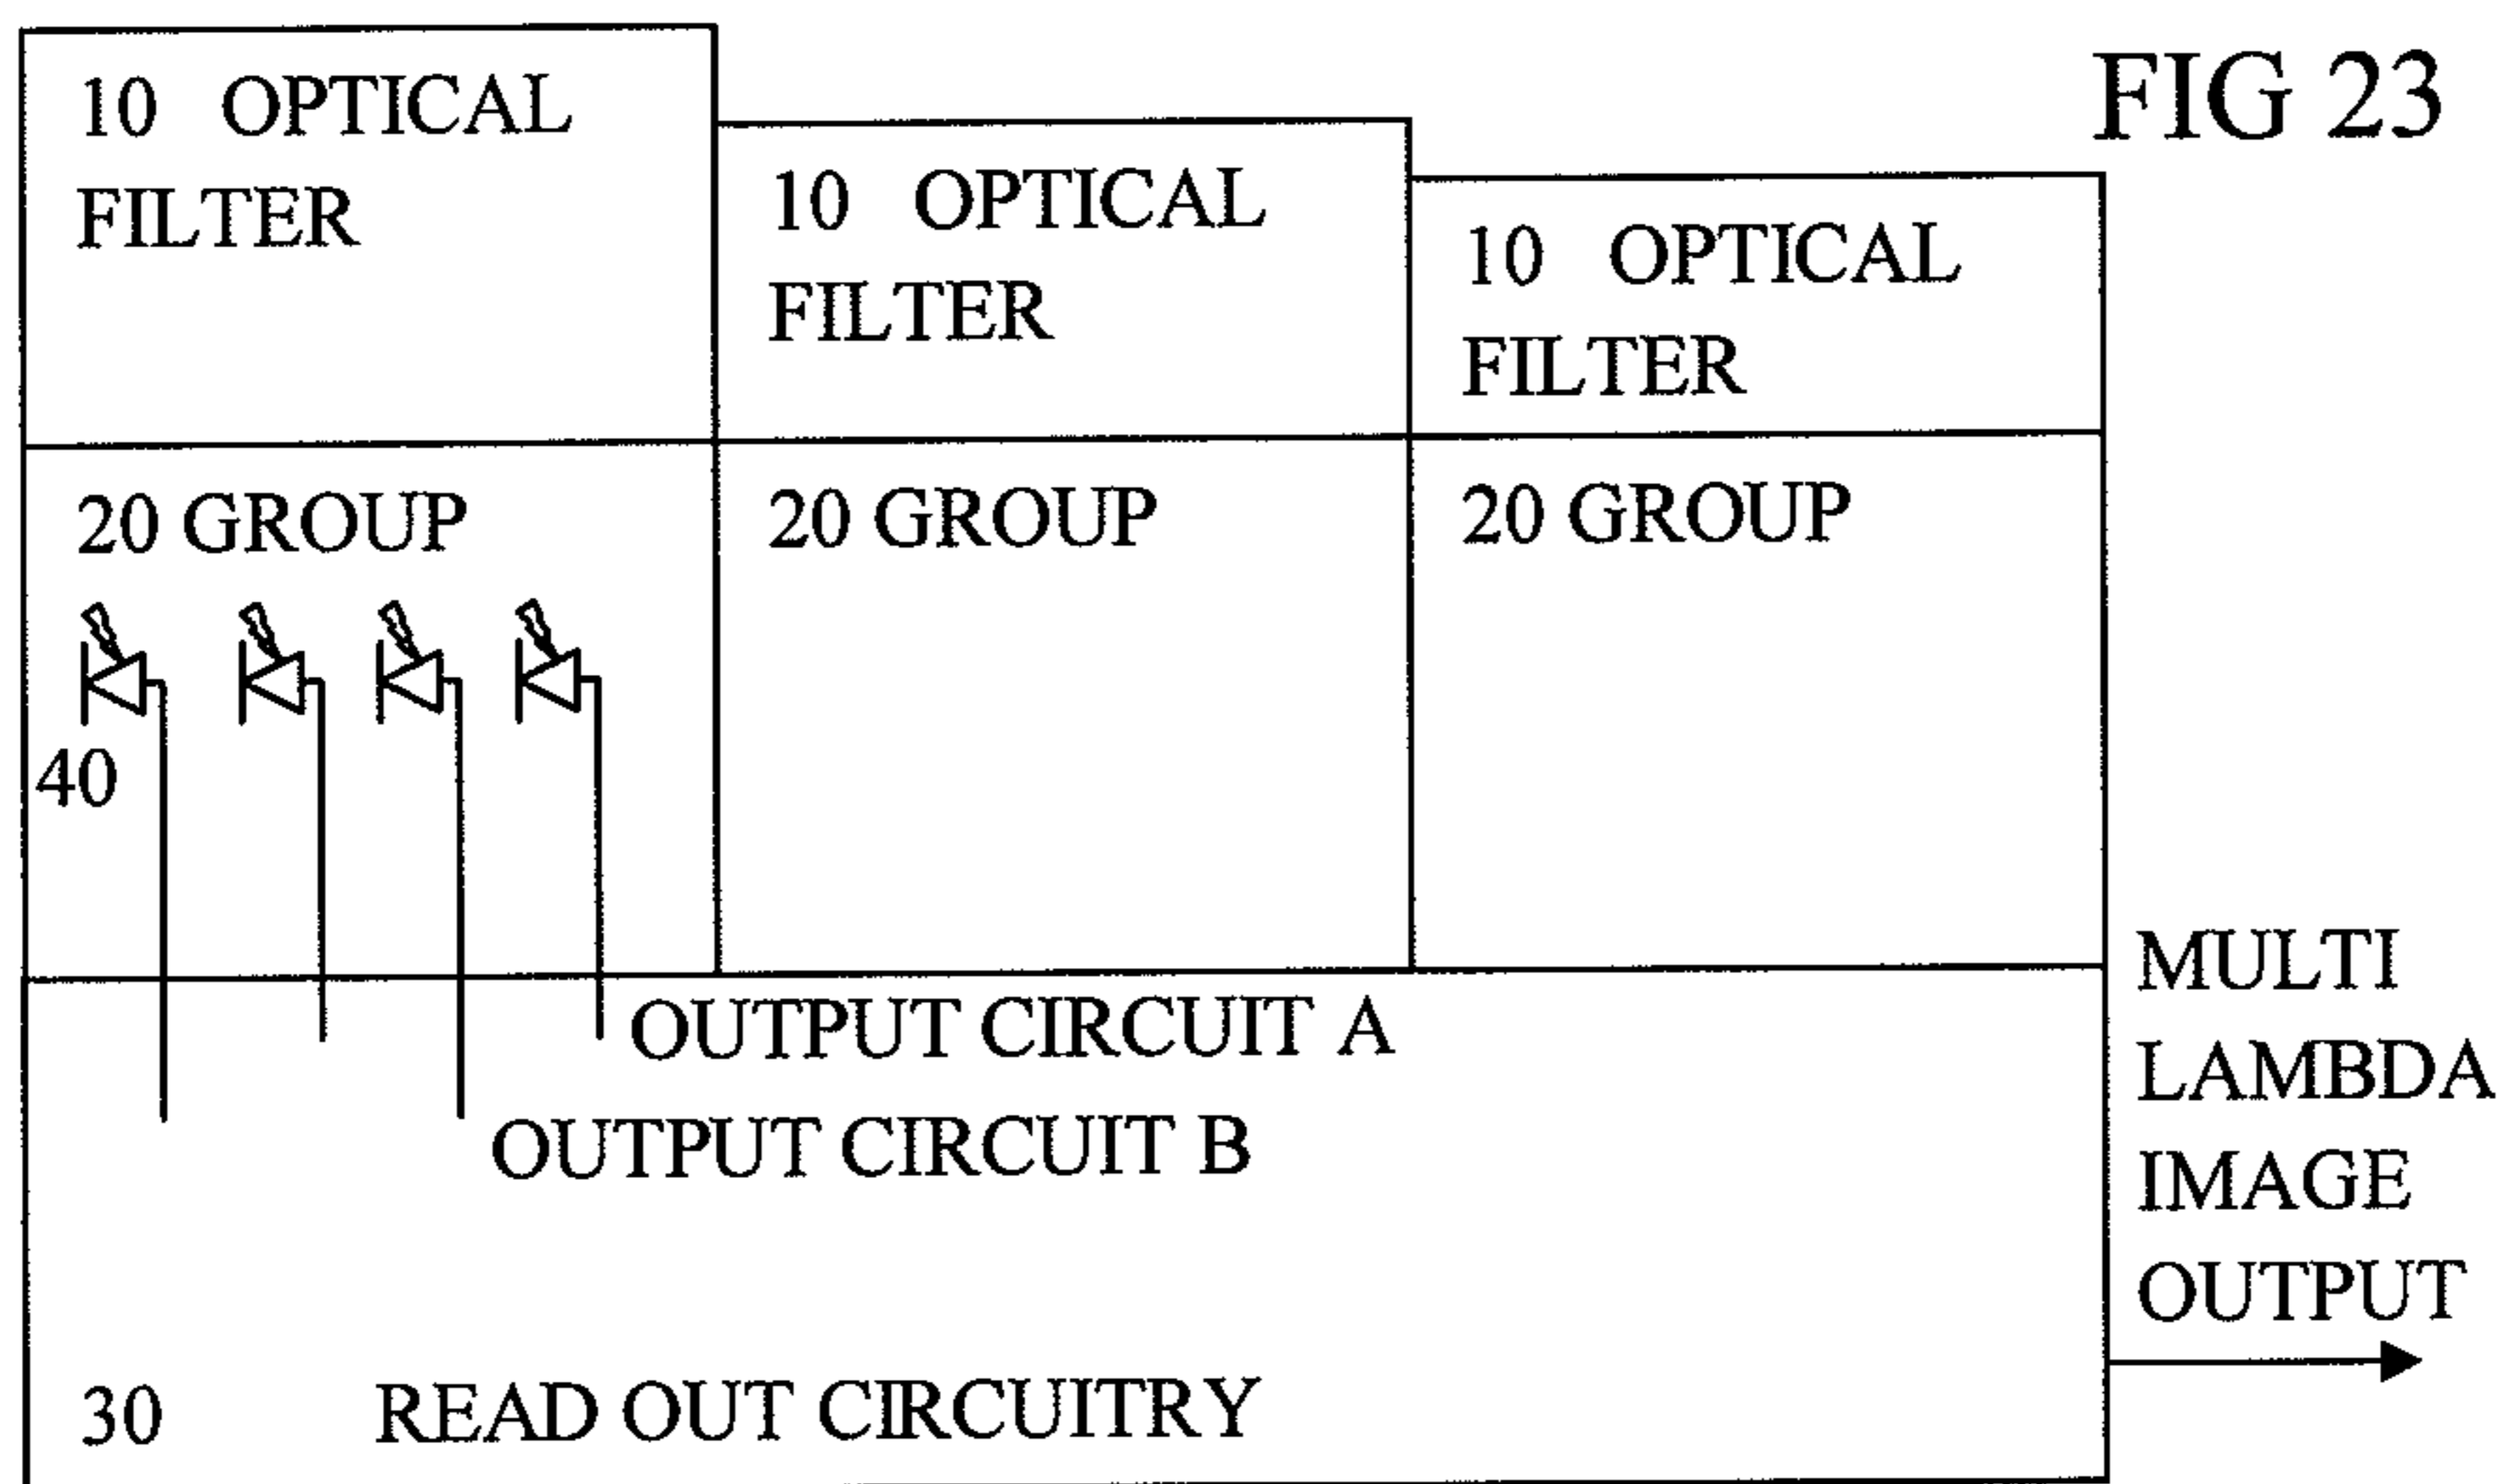 FIG 23
10 OPTICAL
FILTER
10 OPTICAL
FILTER
10 OPTICAL
FILTER
20 GROUP
20 GROUP
20 GROUP
40
OUTPUT CIRCUIT A
OUTPUT CIRCUIT B
30 READ OUT CIRCUITRY
MULTI
LAMBDA
IMAGE
OUTPUT